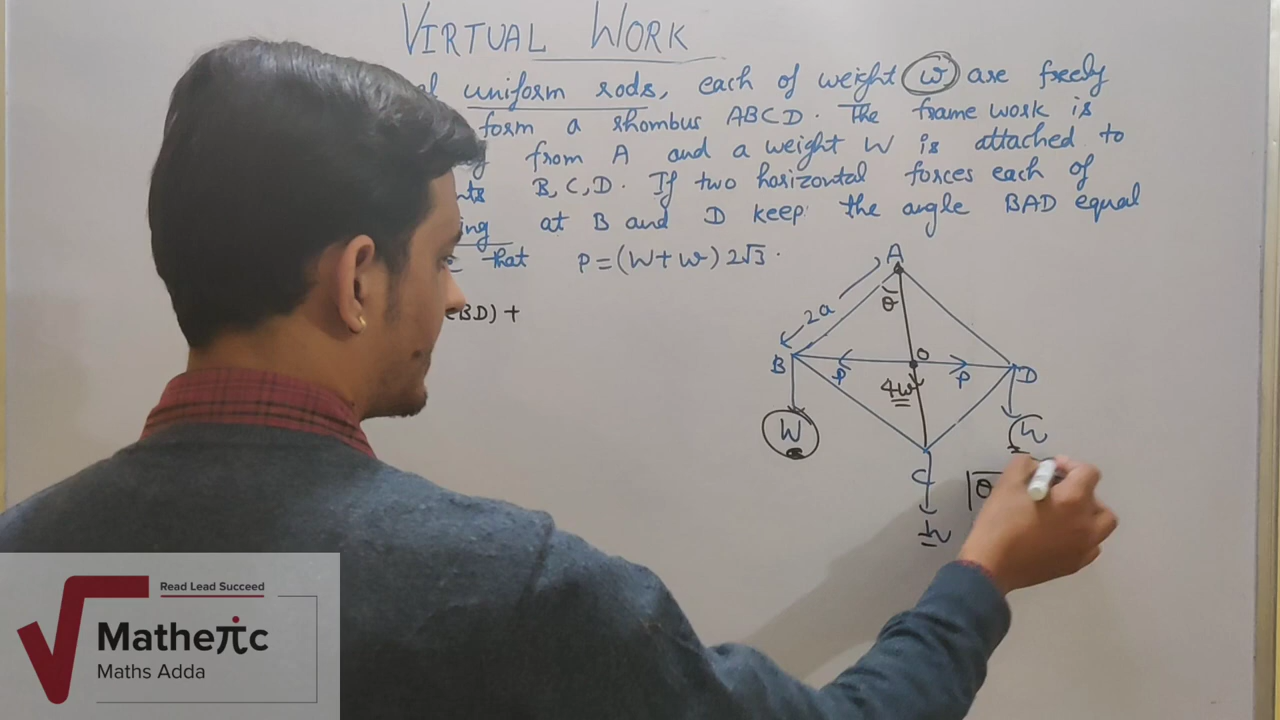 VIRTUAL WORK
uniform rods, each of weight w are freely
form a rhombus ABCD. The frame work is
from A and a weight W is attached to
B, C, D. If two horizontal forces each of
at B and D keep the angle BAD equal
that P=(W+w)2√3.
BD) +
A
θ
2a
B
O
D
P
P
4w
W
W
C
W
θ
Read Lead Succeed
Matheπc
Maths Adda